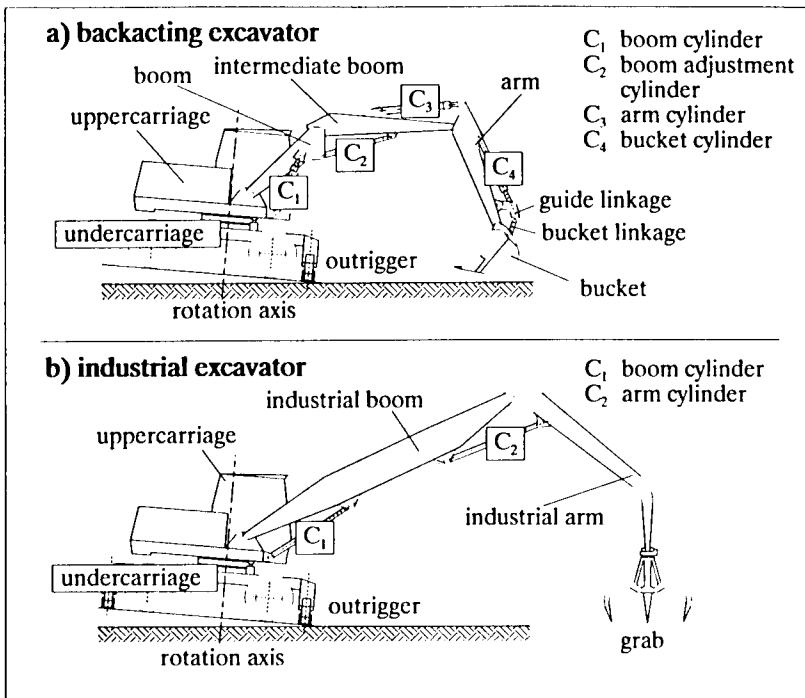 a) backacting excavator
C₁ boom cylinder
C₂ boom adjustment
cylinder
C₃ arm cylinder
C₄ bucket cylinder
intermediate boom
boom
arm
uppercarriage
C₃
C₂
C₁
C₄
guide linkage
undercarriage
bucket linkage
outrigger
bucket
rotation axis
b) industrial excavator
C₁ boom cylinder
C₂ arm cylinder
industrial boom
uppercarriage
C₂
industrial arm
C₁
undercarriage
outrigger
grab
rotation axis